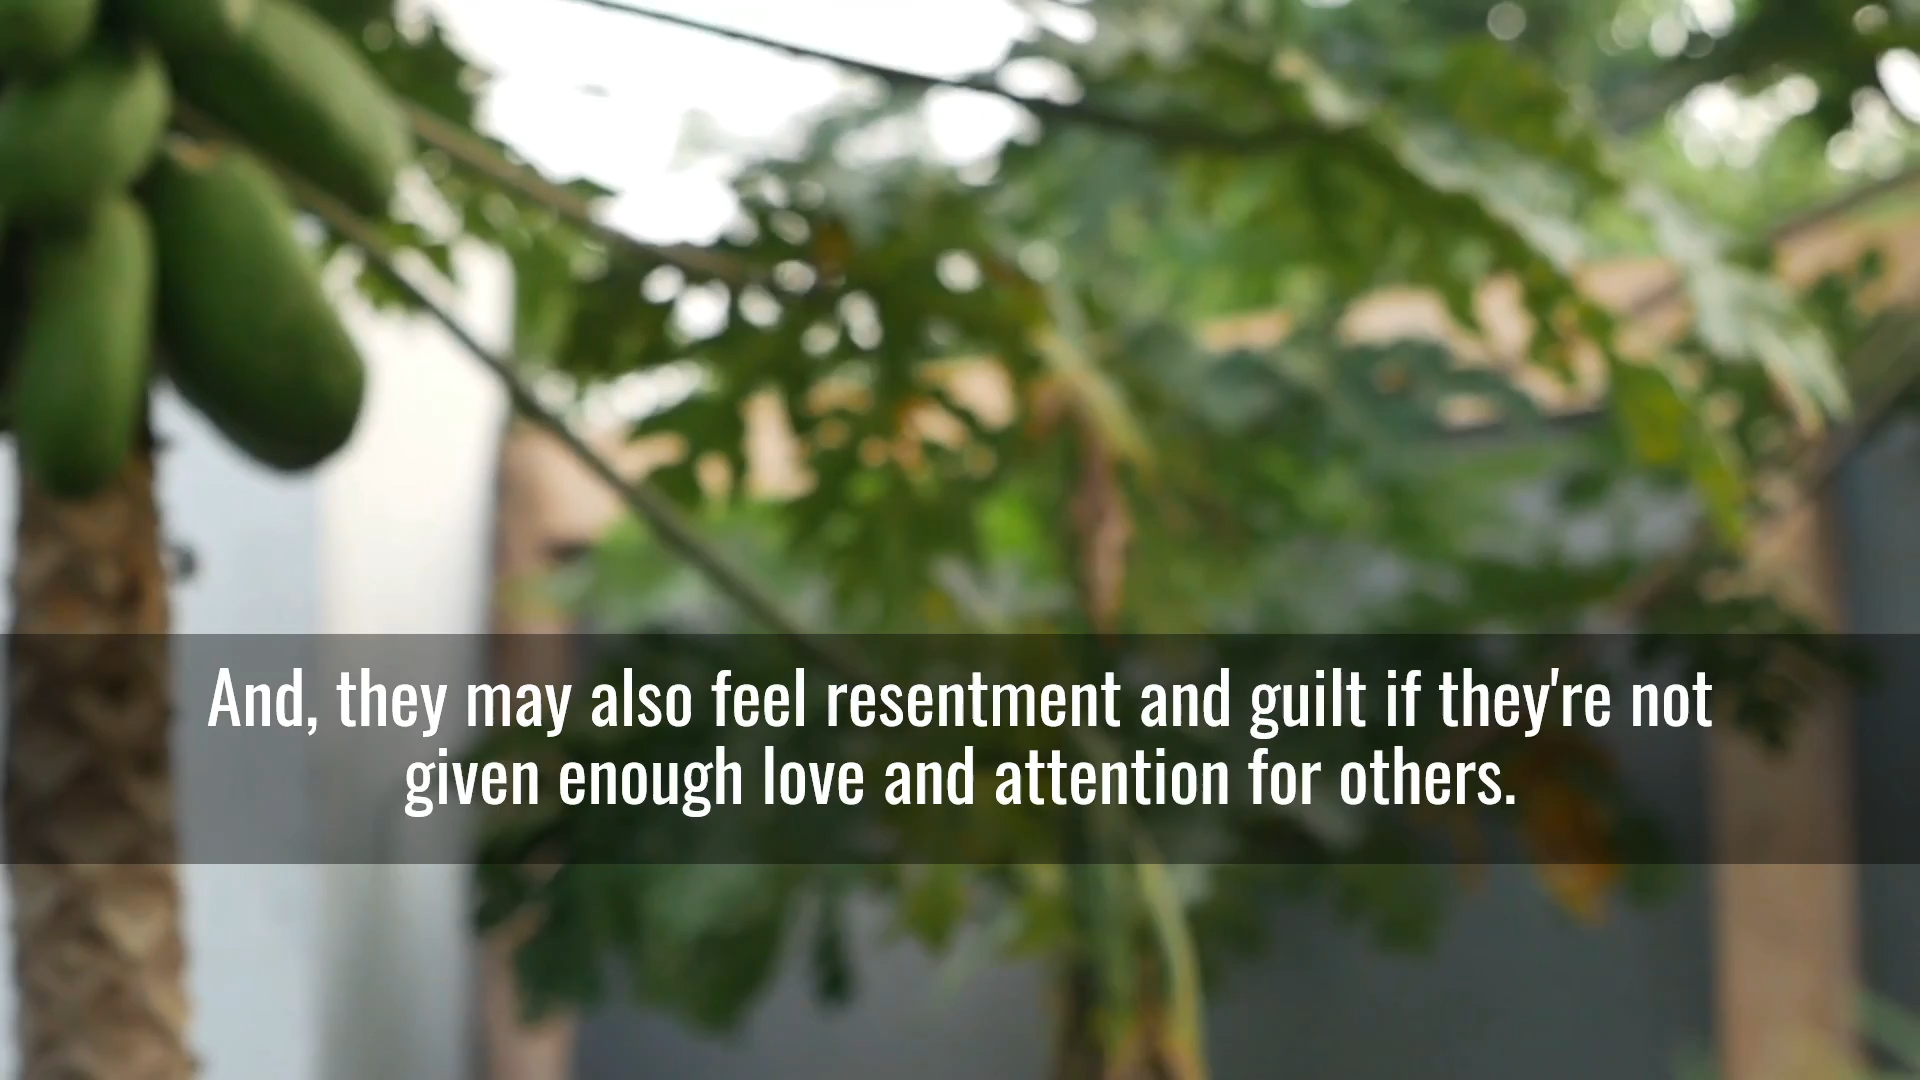 And, they may also feel resentment and guilt if they're not
given enough love and attention for others.